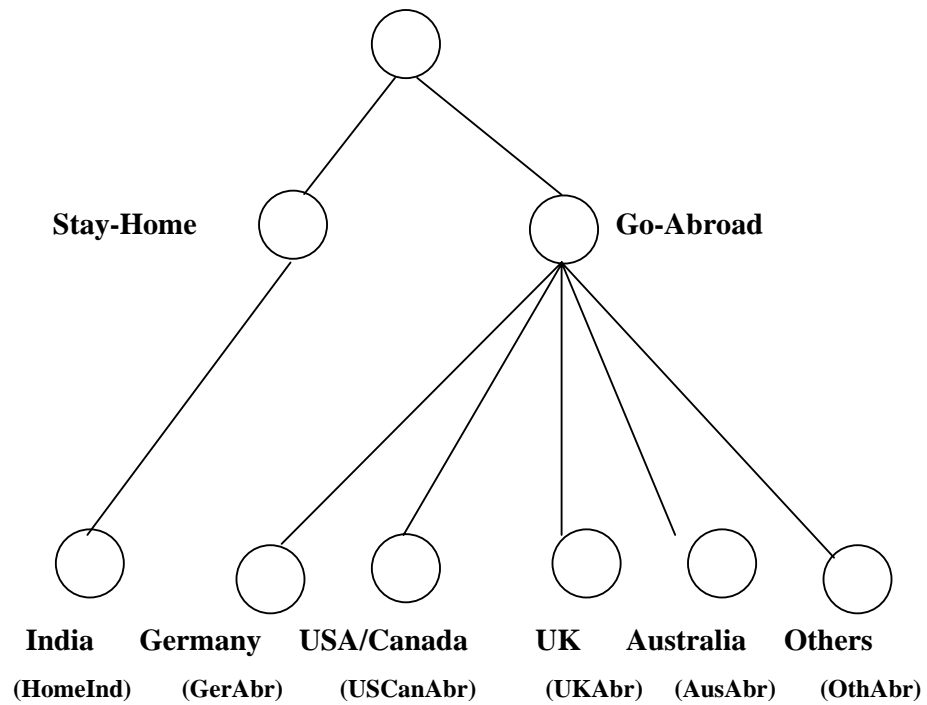 Stay-Home Go-Abroad
India Germany USA/Canada UK Australia Others
(HomeInd) (GerAbr) (USCanAbr) (UKAbr) (AusAbr) (OthAbr)